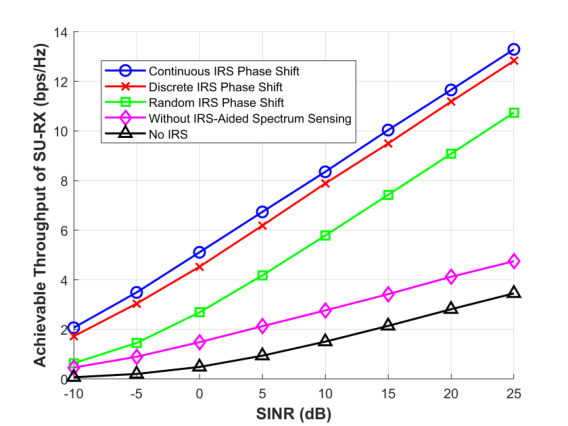 Achievable Throughput of SU-RX (bps/Hz)
14
12
10
8
6
4
2
0
Continuous IRS Phase Shift
Discrete IRS Phase Shift
Random IRS Phase Shift
Without IRS-Aided Spectrum Sensing
No IRS
-10 -5 0 5 10 15 20 25
SINR (dB)